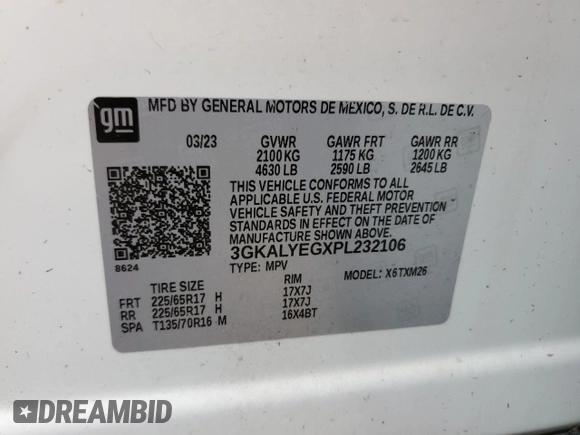 gm
MFD BY GENERAL MOTORS DE MEXICO, S. DE R.L. DE C.V.
03/23 GVWR GAWR FRT GAWR RR
2100 KG 1175 KG 1200 KG
4630 LB 2590 LB 2645 LB
THIS VEHICLE CONFORMS TO ALL
APPLICABLE U.S. FEDERAL MOTOR
VEHICLE SAFETY AND THEFT PREVENTION
STANDARDS IN EFFECT ON THE DATE OF
MANUFACTURE SHOWN ABOVE.
3GKALYEGXPL232106
8624
TYPE: MPV MODEL: X6TXM26
TIRE SIZE RIM
FRT 225/65R17 H 17X7J
RR 225/65R17 H 17X7J
SPA T135/70R16 M 16X4BT
DREAMBID